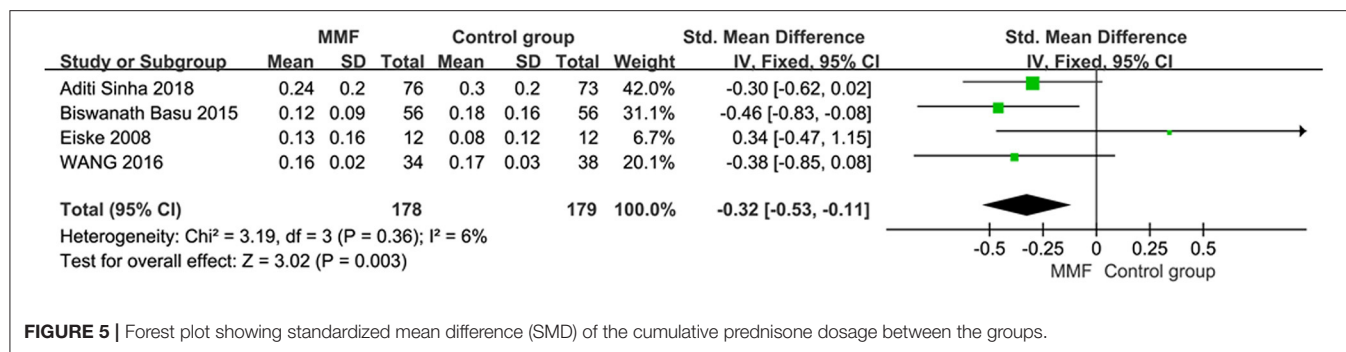 MMF Control group Std. Mean Difference Std. Mean Difference
Study or Subgroup Mean SD Total Mean SD Total Weight IV, Fixed, 95% CI IV, Fixed, 95% CI
Aditi Sinha 2018 0.24 0.2 76 0.3 0.2 73 42.0% -0.30 [-0.62, 0.02]
Biswanath Basu 2015 0.12 0.09 56 0.18 0.16 56 31.1% -0.46 [-0.83, -0.08]
Eiske 2008 0.13 0.16 12 0.08 0.12 12 6.7% 0.34 [-0.47, 1.15]
WANG 2016 0.16 0.02 34 0.17 0.03 38 20.1% -0.38 [-0.85, 0.08]
Total (95% CI) 178 179 100.0% -0.32 [-0.53, -0.11]
Heterogeneity: Chi² = 3.19, df = 3 (P = 0.36); I² = 6%
Test for overall effect: Z = 3.02 (P = 0.003)
-0.5 -0.25 0 0.25 0.5
MMF Control group
FIGURE 5 | Forest plot showing standardized mean difference (SMD) of the cumulative prednisone dosage between the groups.